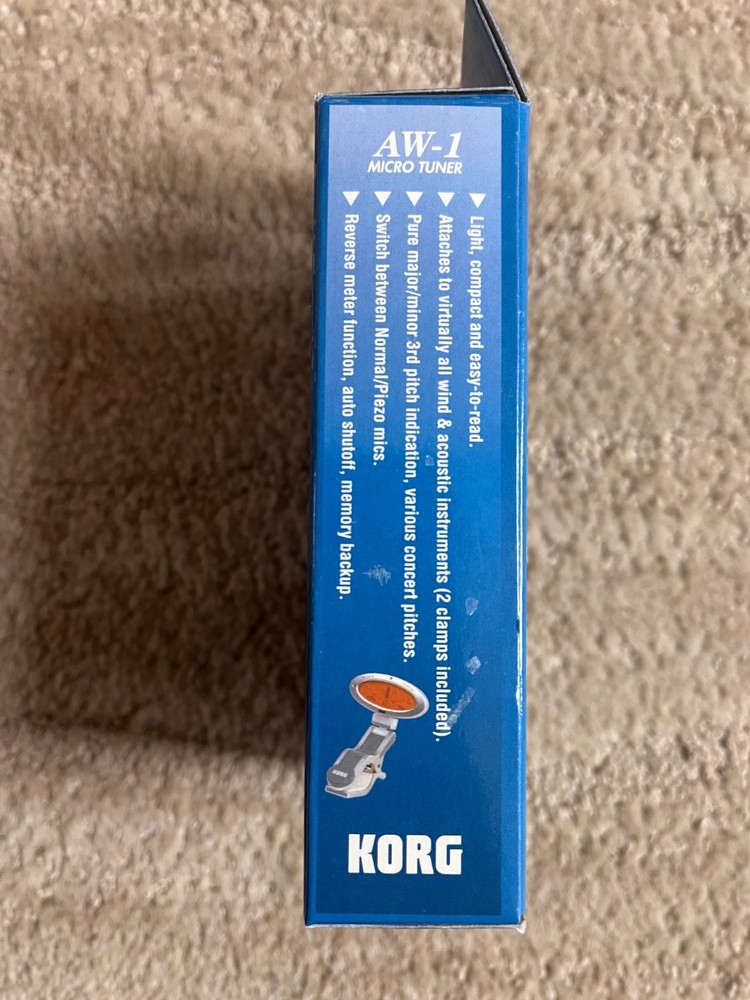 AW-1
MICRO TUNER
Light, compact and easy-to-read.
Attaches to virtually all wind & acoustic instruments (2 clamps included).
Pure major/minor 3rd pitch indication, various concert pitches.
Switch between Normal/Piezo mics.
Reverse meter function, auto shutoff, memory backup.
KORG
KORG